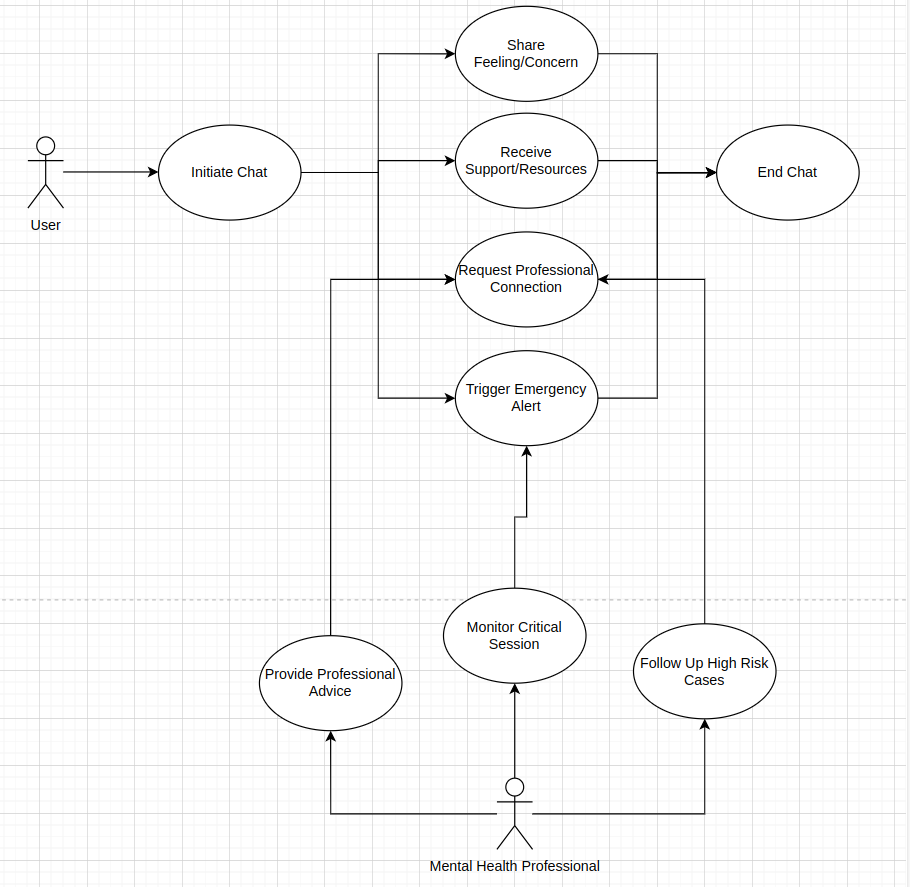 Share
Feeling/Concern
Receive
Support/Resources
Initiate Chat
End Chat
User
Request Professional
Connection
Trigger Emergency
Alert
Monitor Critical
Session
Provide Professional
Advice
Follow Up High Risk
Cases
Mental Health Professional